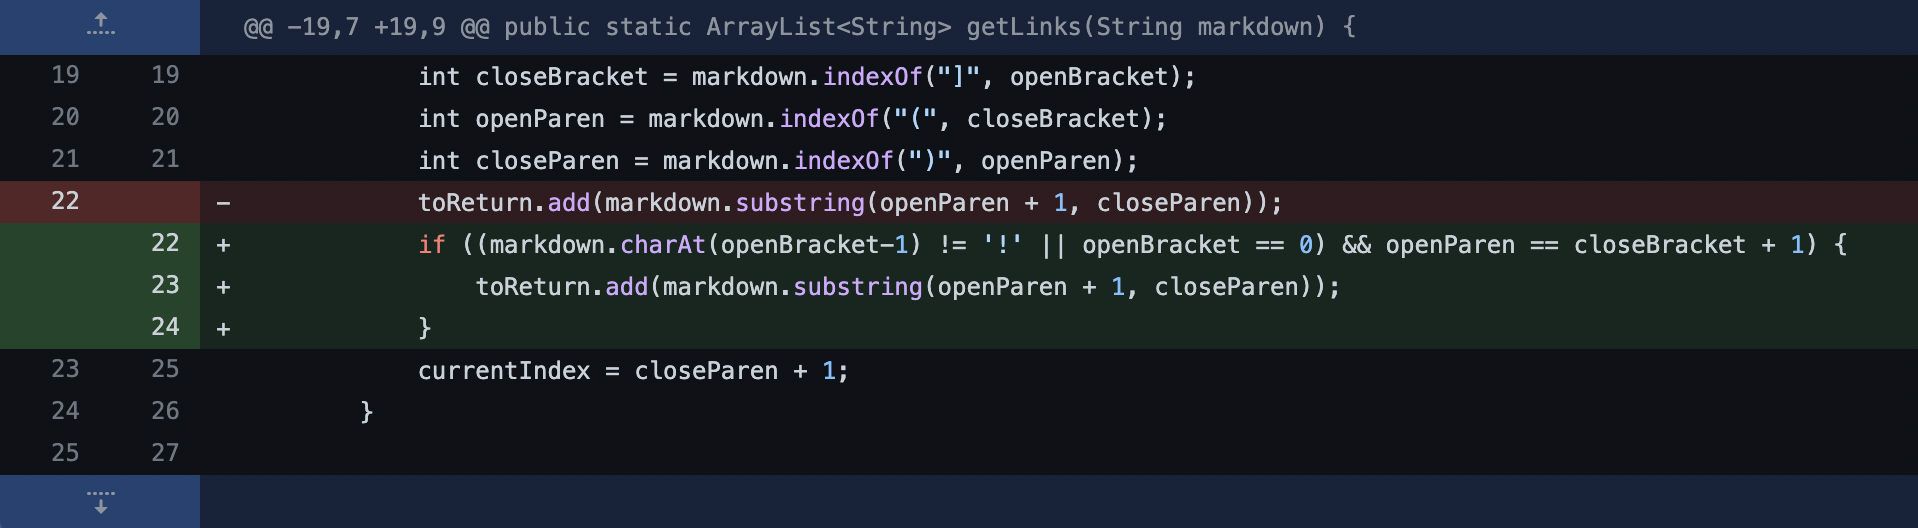 @@ -19,7 +19,9 @@ public static ArrayList<String> getLinks(String markdown) {
19 19 int closeBracket = markdown.indexOf("]", openBracket);
20 20 int openParen = markdown.indexOf("(", closeBracket);
21 21 int closeParen = markdown.indexOf(")", openParen);
22 - toReturn.add(markdown.substring(openParen + 1, closeParen));
22 + if ((markdown.charAt(openBracket-1) != '!' || openBracket == 0) && openParen == closeBracket + 1) {
23 + toReturn.add(markdown.substring(openParen + 1, closeParen));
24 + }
23 25 currentIndex = closeParen + 1;
24 26 }
25 27